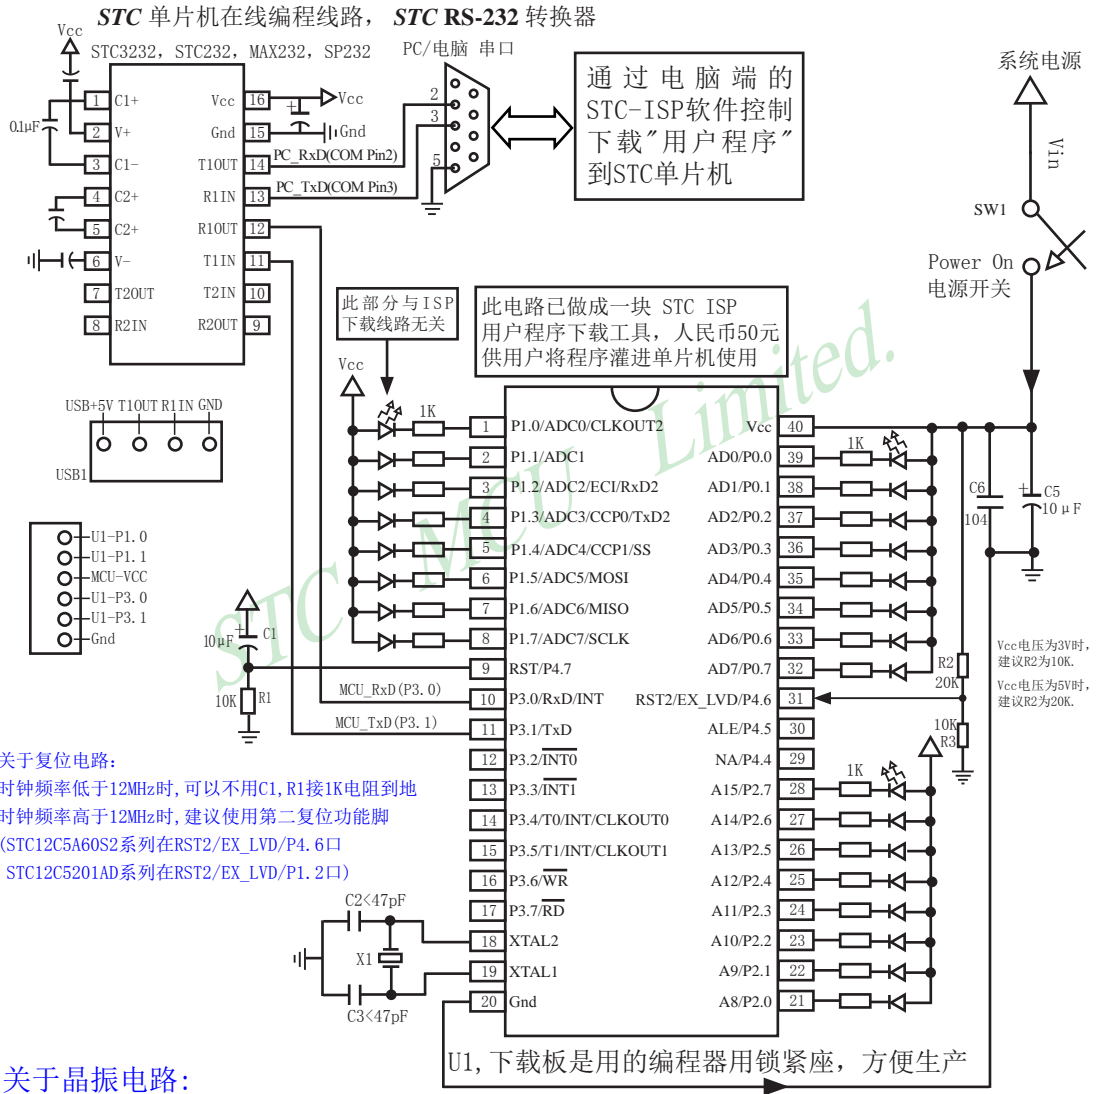 STC 单片机在线编程线路， STC RS-232 转换器
Vcc
STC3232, STC232, MAX232, SP232
PC/电脑 串口
0.1μF
1 C1+
2 V+
3 C1-
4 C2+
5 C2+
6 V-
7 T2OUT
8 R2IN
Vcc 16
Gnd 15
T1OUT 14
R1IN 13
R1OUT 12
T1IN 11
T2IN 10
R2OUT 9
Vcc
Gnd
PC_RxD(COM Pin2)
PC_TxD(COM Pin3)
2
3
5
通过电脑端的
STC-ISP软件控制
下载"用户程序"
到STC单片机
系统电源
Vin
SW1
Power On
电源开关
此部分与ISP
下载线路无关
此电路已做成一块 STC ISP
用户程序下载工具，人民币50元
供用户将程序灌进单片机使用
USB+5V T1OUT R1IN GND
USB1
U1-P1.0
U1-P1.1
MCU-VCC
U1-P3.0
U1-P3.1
Gnd
Vcc
1K
1 P1.0/ADC0/CLKOUT2
2 P1.1/ADC1
3 P1.2/ADC2/ECI/RxD2
4 P1.3/ADC3/CCP0/TxD2
5 P1.4/ADC4/CCP1/SS
6 P1.5/ADC5/MOSI
7 P1.6/ADC6/MISO
8 P1.7/ADC7/SCLK
9 RST/P4.7
10 P3.0/RxD/INT
11 P3.1/TxD
12 P3.2/INT0
13 P3.3/INT1
14 P3.4/T0/INT/CLKOUT0
15 P3.5/T1/INT/CLKOUT1
16 P3.6/WR
17 P3.7/RD
18 XTAL2
19 XTAL1
20 Gnd
Vcc 40
AD0/P0.0 39
AD1/P0.1 38
AD2/P0.2 37
AD3/P0.3 36
AD4/P0.4 35
AD5/P0.5 34
AD6/P0.6 33
AD7/P0.7 32
RST2/EX_LVD/P4.6 31
ALE/P4.5 30
NA/P4.4 29
A15/P2.7 28
A14/P2.6 27
A13/P2.5 26
A12/P2.4 25
A11/P2.3 24
A10/P2.2 23
A9/P2.1 22
A8/P2.0 21
1K
1K
C6
104
+
C5
10μF
R2
20K
10K
R3
Vcc电压为3V时,
建议R2为10K.
Vcc电压为5V时,
建议R2为20K.
10μF
+
C1
10K
R1
MCU_RxD(P3.0)
MCU_TxD(P3.1)
关于复位电路:
时钟频率低于12MHz时,可以不用C1,R1接1K电阻到地
时钟频率高于12MHz时,建议使用第二复位功能脚
(STC12C5A60S2系列在RST2/EX_LVD/P4.6口
STC12C5201AD系列在RST2/EX_LVD/P1.2口)
C2<47pF
X1
C3<47pF
U1,下载板是用的编程器用锁紧座，方便生产
关于晶振电路:
STC MCU Limited.